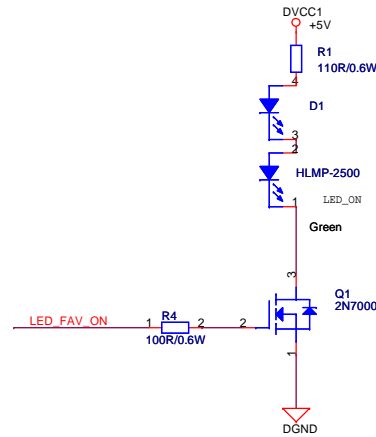 DVCC1
+5V
R1
110R/0.6W
4
D1
3
2
HLMP-2500
1
LED_ON
Green
3
Q1
2N7000
LED_FAV_ON
1
R4
2
2
100R/0.6W
1
DGND